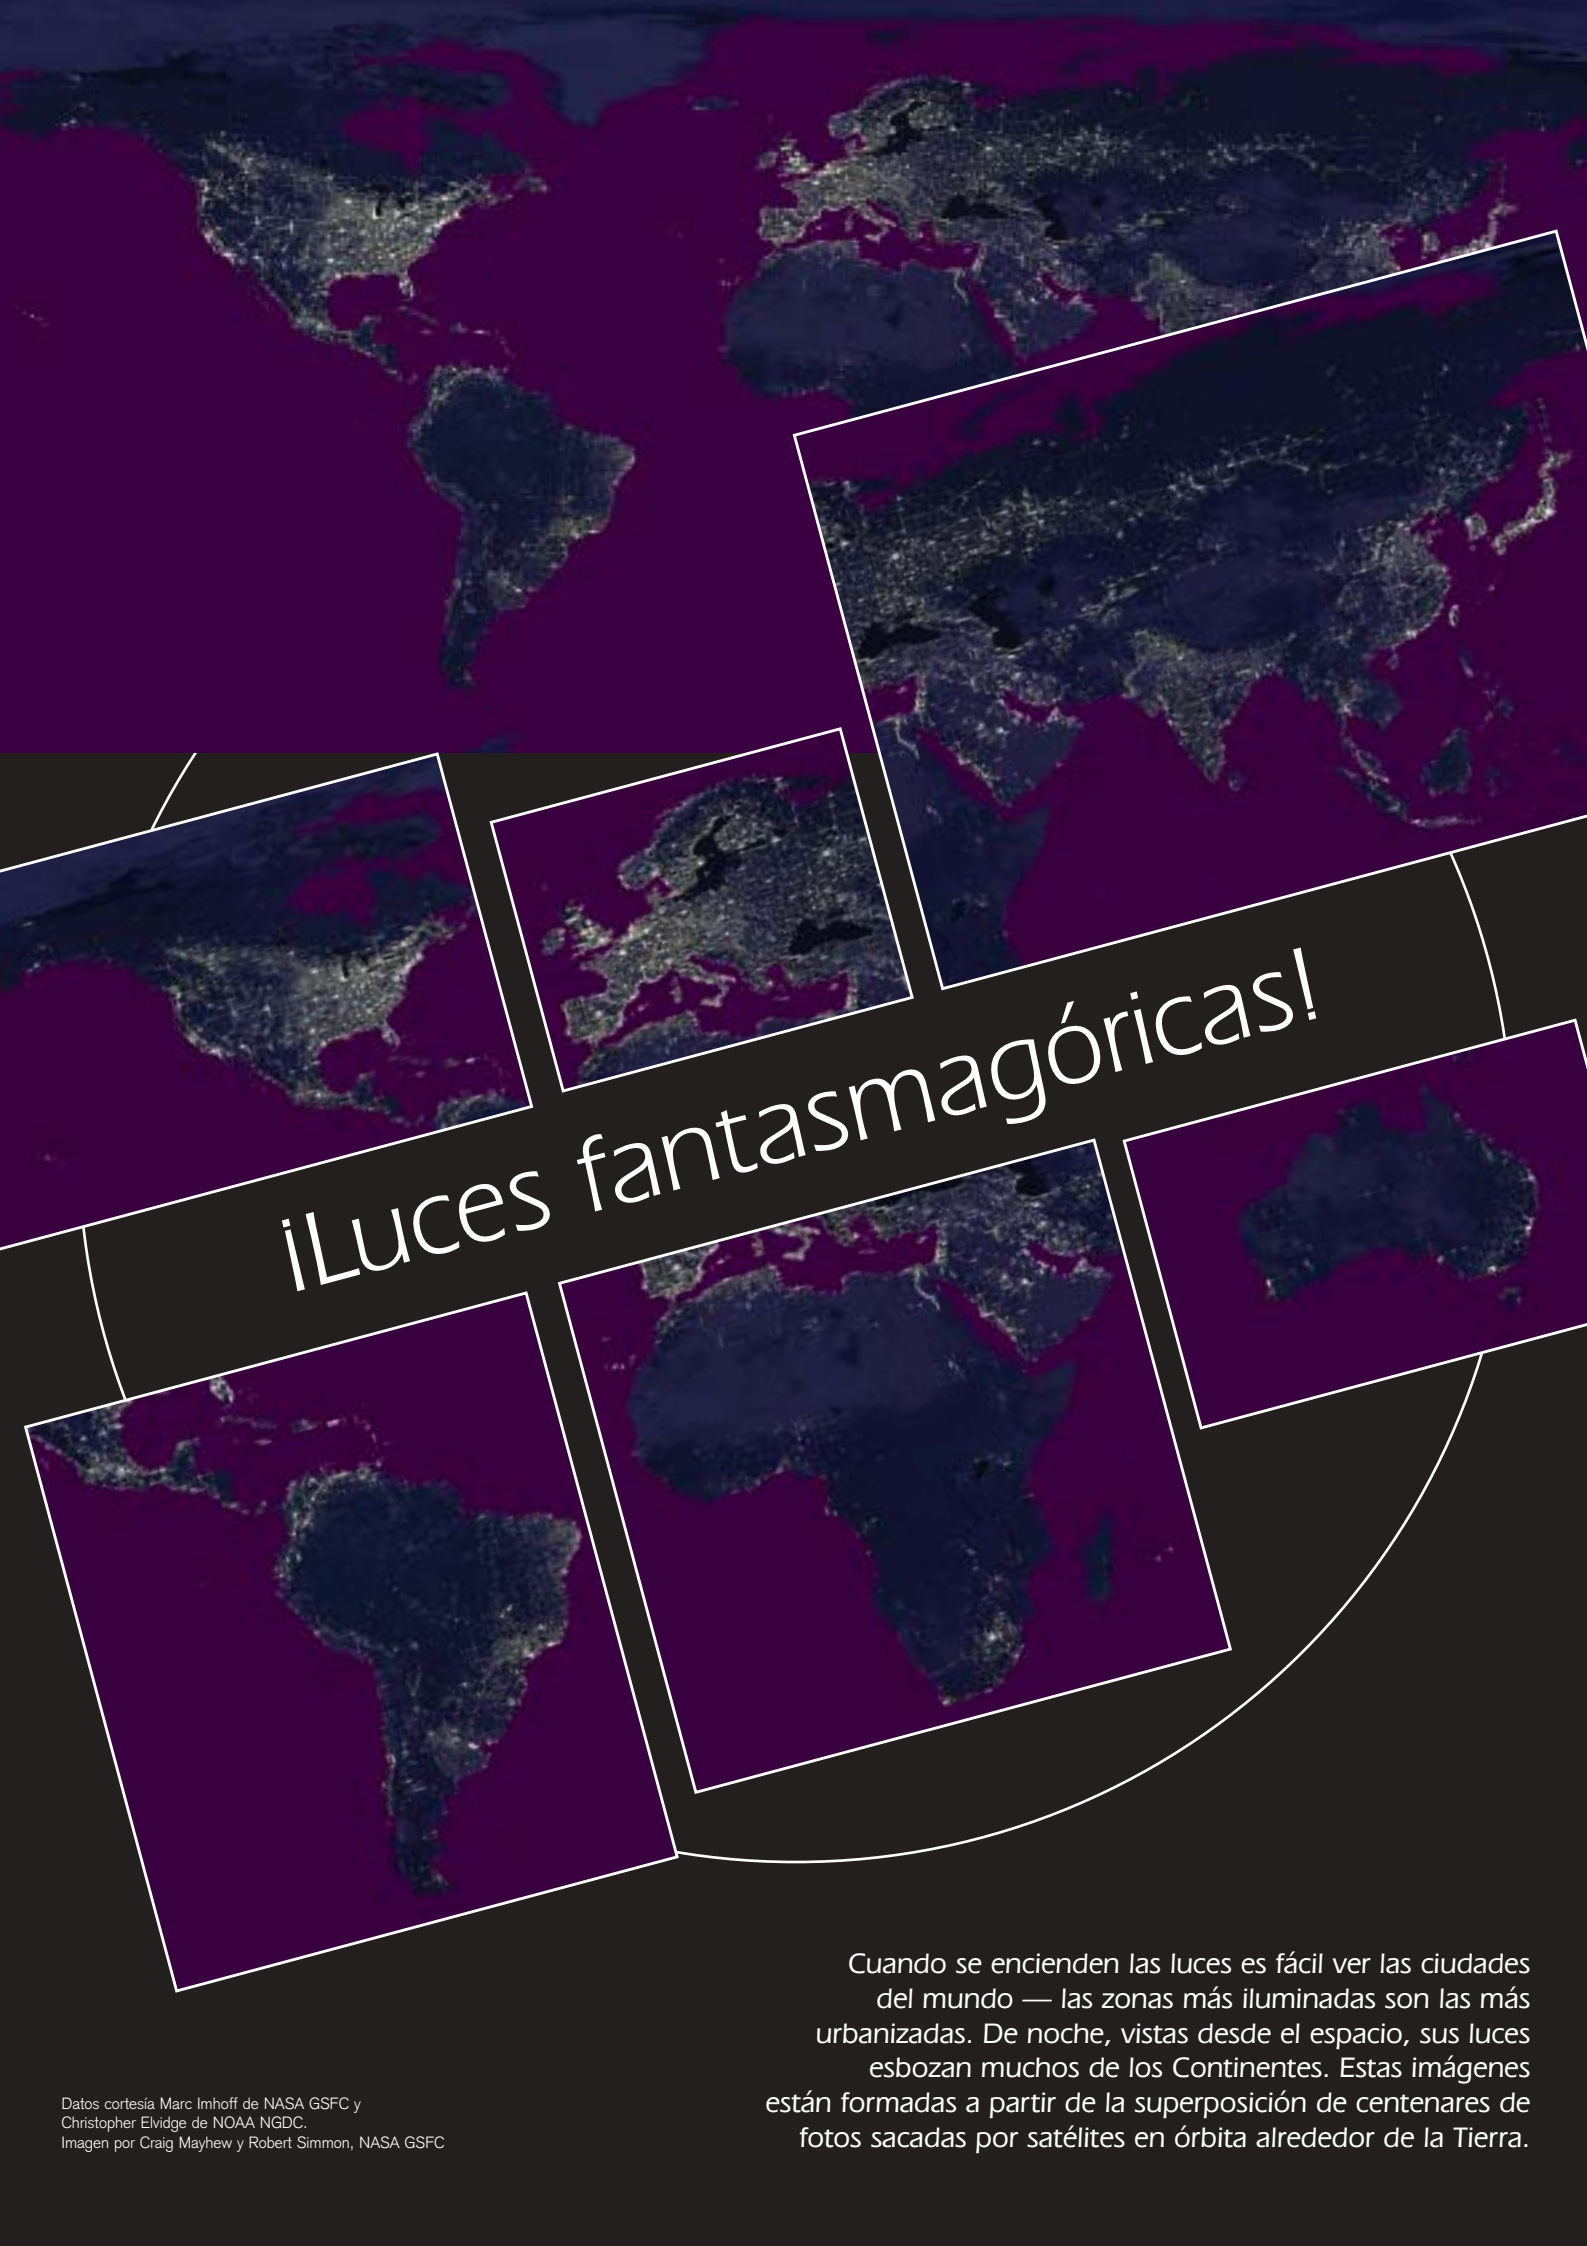 ¡Luces fantasmagóricas!
Cuando se encienden las luces es fácil ver las ciudades
del mundo — las zonas más iluminadas son las más
urbanizadas. De noche, vistas desde el espacio, sus luces
esbozan muchos de los Continentes. Estas imágenes
están formadas a partir de la superposición de centenares de
fotos sacadas por satélites en órbita alrededor de la Tierra.
Datos cortesía Marc Imhoff de NASA GSFC y
Christopher Elvidge de NOAA NGDC.
Imagen por Craig Mayhew y Robert Simmon, NASA GSFC